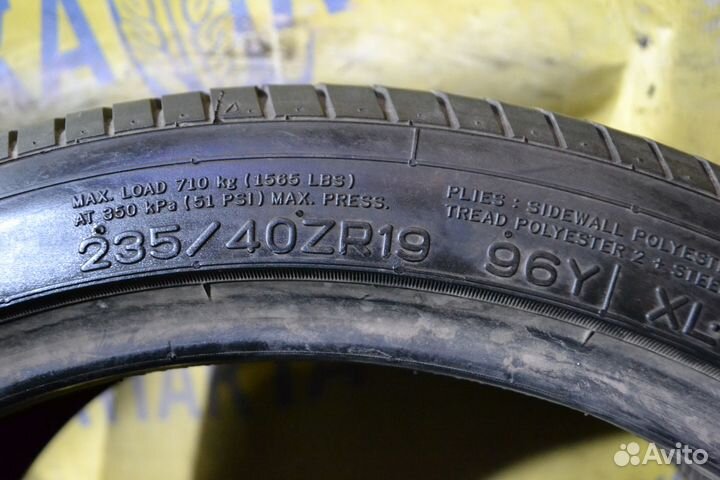 MAX. LOAD 710 kg (1565 LBS)
AT 350 kPa (51 PSI) MAX. PRESS.
PLIES : SIDEWALL POLYESTE
TREAD POLYESTER 2 + STEE
235/40ZR19 96Y XL
Avito